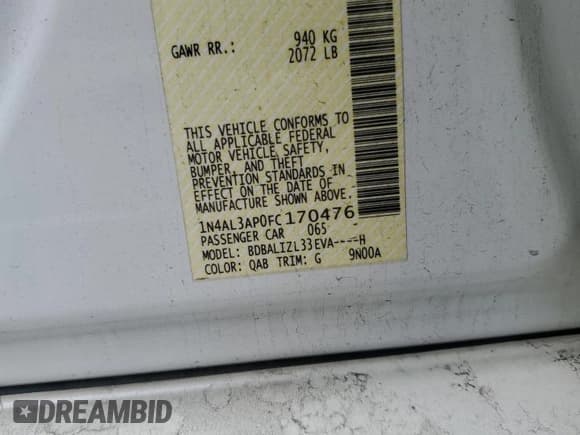 GAWR RR.: 940 KG
2072 LB
THIS VEHICLE CONFORMS TO
ALL APPLICABLE FEDERAL
MOTOR VEHICLE SAFETY,
BUMPER, AND THEFT
PREVENTION STANDARDS IN
EFFECT ON THE DATE OF
MANUFACTURE SHOWN ABOVE.
1N4AL3AP0FC170476
PASSENGER CAR 065
MODEL: BDBALIZL33EVA----H
COLOR: QAB TRIM: G 9N00A
DREAMBID